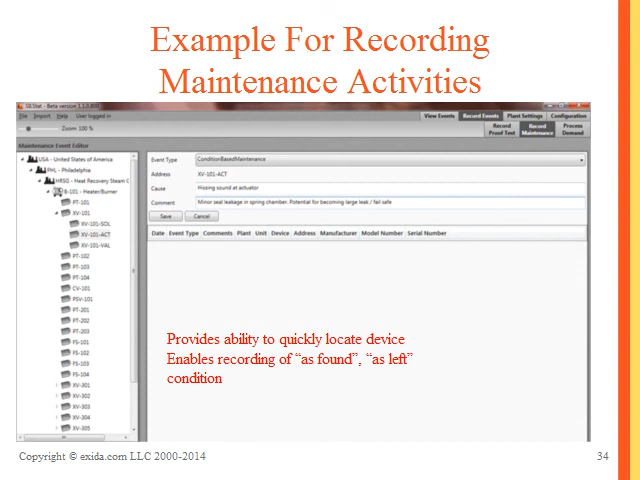 Example For Recording
Maintenance Activities
SILStat - Beta version 1.1.0.89
File Import Help User logged in
View Events Record Events Plant Settings Configuration
Zoom 100 %
Record Proof Test
Record Maintenance
Process Demand
Maintenance Event Editor
USA - United States of America
PHL - Philadelphia
HRSG - Heat Recovery Steam G
B-101 - Heater/Burner
PT-101
XV-101
XV-101-SOL
XV-101-ACT
XV-101-VAL
PT-102
PT-103
PT-104
CV-101
PSV-101
PT-201
PT-202
PT-203
FS-101
FS-102
FS-103
FS-104
XV-301
XV-302
XV-303
XV-304
XV-305
Event Type ConditionBasedMaintenance
Address XV-101-ACT
Cause Hissing sound at actuator
Comment Minor seal leakage in spring chamber. Potential for becoming large leak / fail safe
Save Cancel
Date Event Type Comments Plant Unit Device Address Manufacturer Model Number Serial Number
Provides ability to quickly locate device
Enables recording of “as found”, “as left”
condition
Copyright © exida.com LLC 2000-2014
34